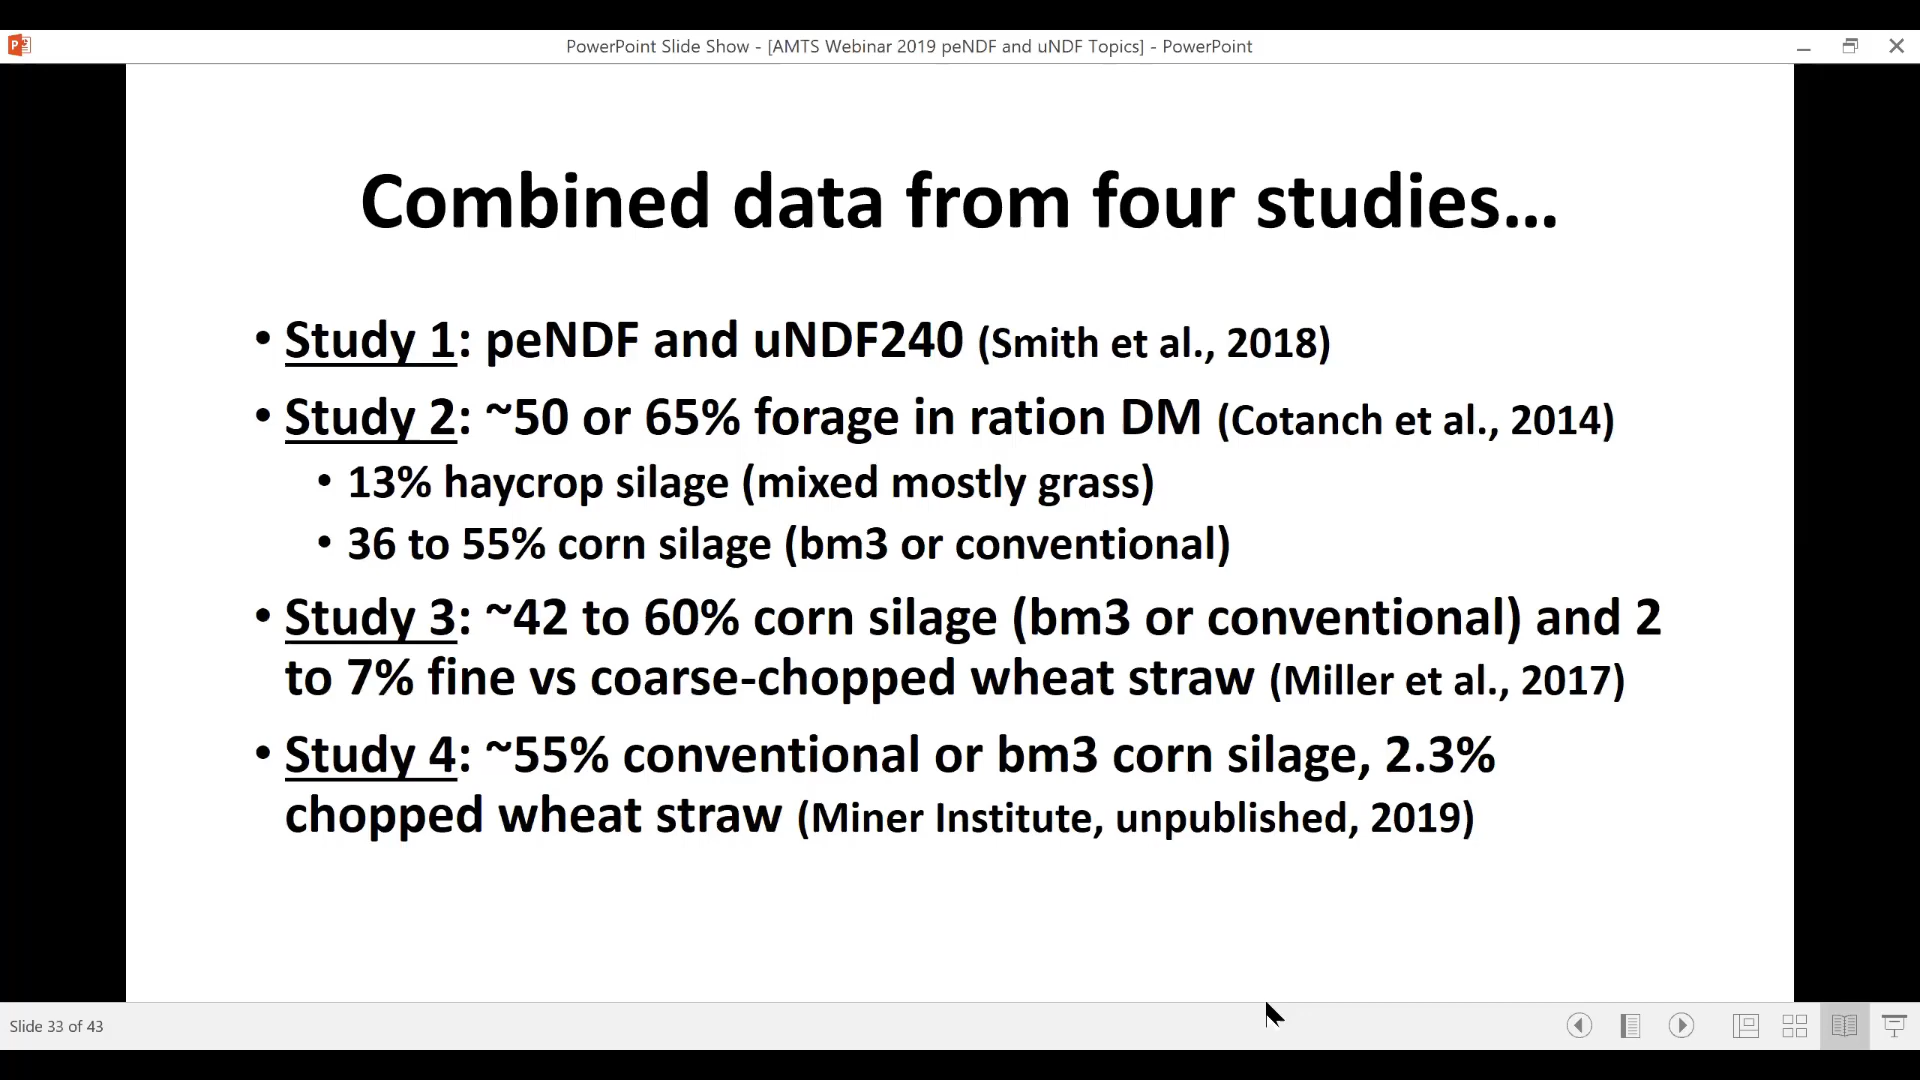 PowerPoint Slide Show - [AMTS Webinar 2019 peNDF and uNDF Topics] - PowerPoint
Combined data from four studies...
• Study 1: peNDF and uNDF240 (Smith et al., 2018)
• Study 2: ~50 or 65% forage in ration DM (Cotanch et al., 2014)
• 13% haycrop silage (mixed mostly grass)
• 36 to 55% corn silage (bm3 or conventional)
• Study 3: ~42 to 60% corn silage (bm3 or conventional) and 2
to 7% fine vs coarse-chopped wheat straw (Miller et al., 2017)
• Study 4: ~55% conventional or bm3 corn silage, 2.3%
chopped wheat straw (Miner Institute, unpublished, 2019)
Slide 33 of 43